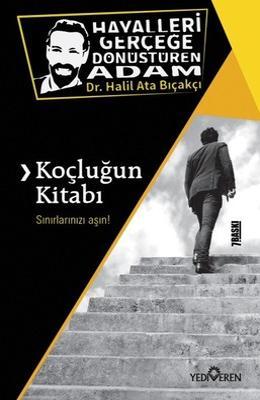 HAYALLERİ
GERÇEĞE
DÖNÜŞTÜREN
ADAM
Dr. Halil Ata Bıçakçı
Koçluğun
Kitabı
Sınırlarınızı aşın!
7.BASKI
YEDİVEREN